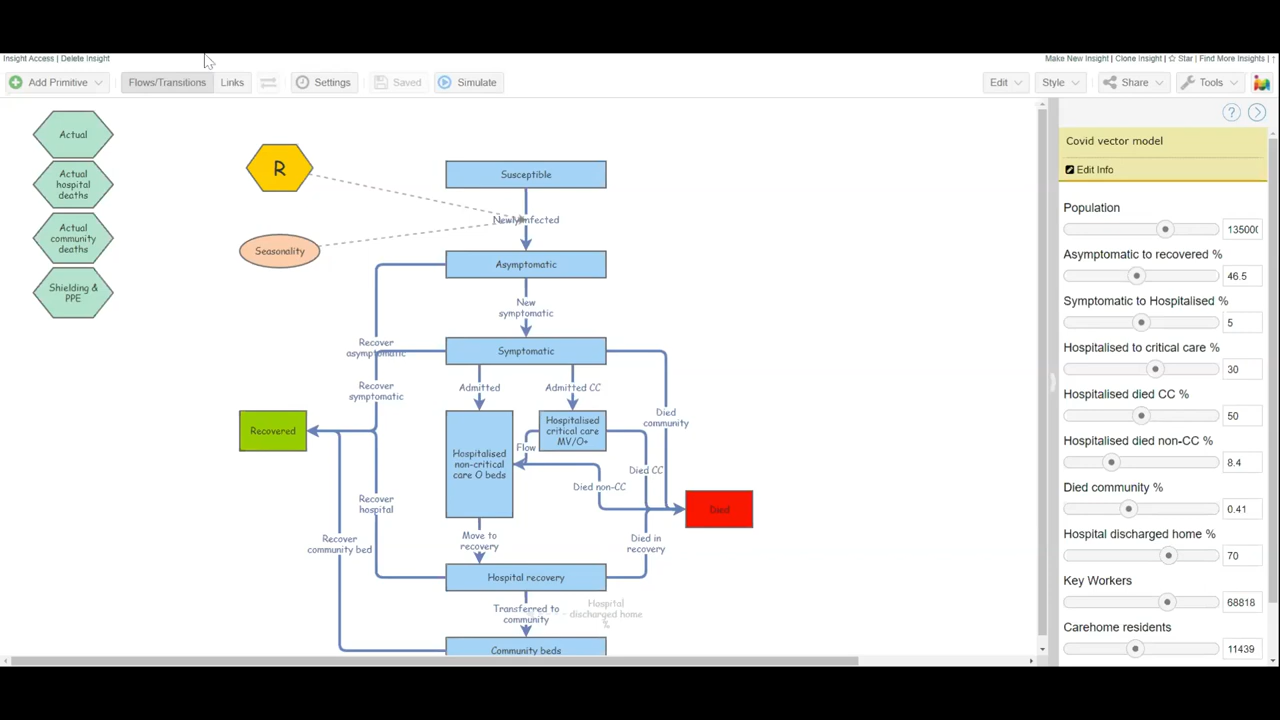 Insight Access | Delete Insight
Make New Insight | Clone Insight | ☆ Star | Find More Insights |
Add Primitive
Flows/Transitions
Links
Settings
Saved
Simulate
Edit
Style
Share
Tools
Actual
Actual
hospital
deaths
Actual
community
deaths
Shielding &
PPE
R
Seasonality
Susceptible
Newly infected
Asymptomatic
New
symptomatic
Recover
asymptomatic
Symptomatic
Recover
symptomatic
Admitted
Admitted CC
Died
community
Recovered
Hospitalised
non-critical
care O beds
Hospitalised
critical care
MV/O+
Flow
Died CC
Died non-CC
Died
Recover
hospital
Recover
community bed
Move to
recovery
Died in
recovery
Hospital recovery
Transferred to
community
Hospital
discharged home
%
Community beds
Covid vector model
Edit Info
Population
13500
Asymptomatic to recovered %
46.5
Symptomatic to Hospitalised %
5
Hospitalised to critical care %
30
Hospitalised died CC %
50
Hospitalised died non-CC %
8.4
Died community %
0.41
Hospital discharged home %
70
Key Workers
68818
Carehome residents
11439